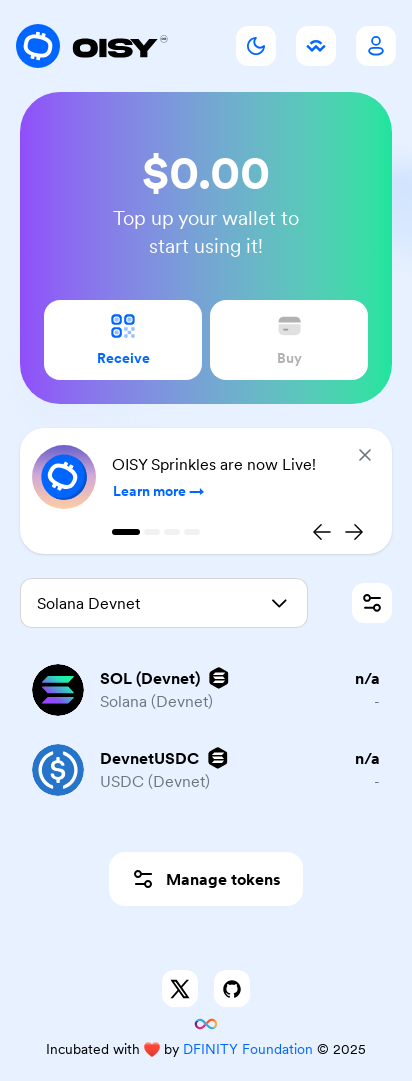 OISY
$0.00
Top up your wallet to
start using it!
Receive
Buy
OISY Sprinkles are now Live!
Learn more
Solana Devnet
SOL (Devnet)
n/a
Solana (Devnet)
-
DevnetUSDC
n/a
USDC (Devnet)
-
Manage tokens
Incubated with ❤️ by DFINITY Foundation © 2025